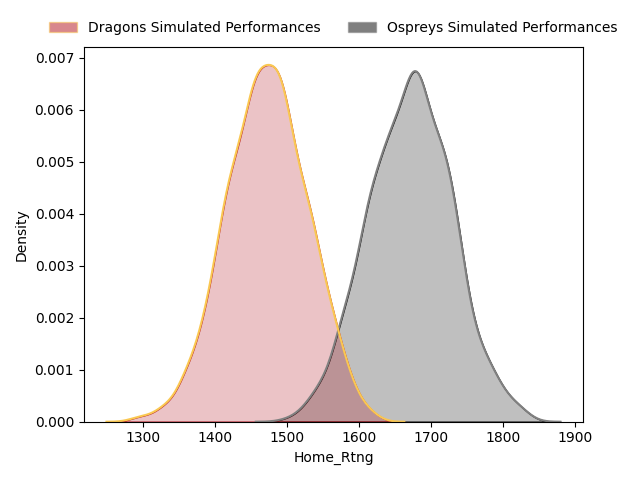 Dragons Simulated Performances Ospreys Simulated Performances
0.007
0.006
0.005
0.004
0.003
0.002
0.001
0.000
Density
1300 1400 1500 1600 1700 1800 1900
Home_Rtng